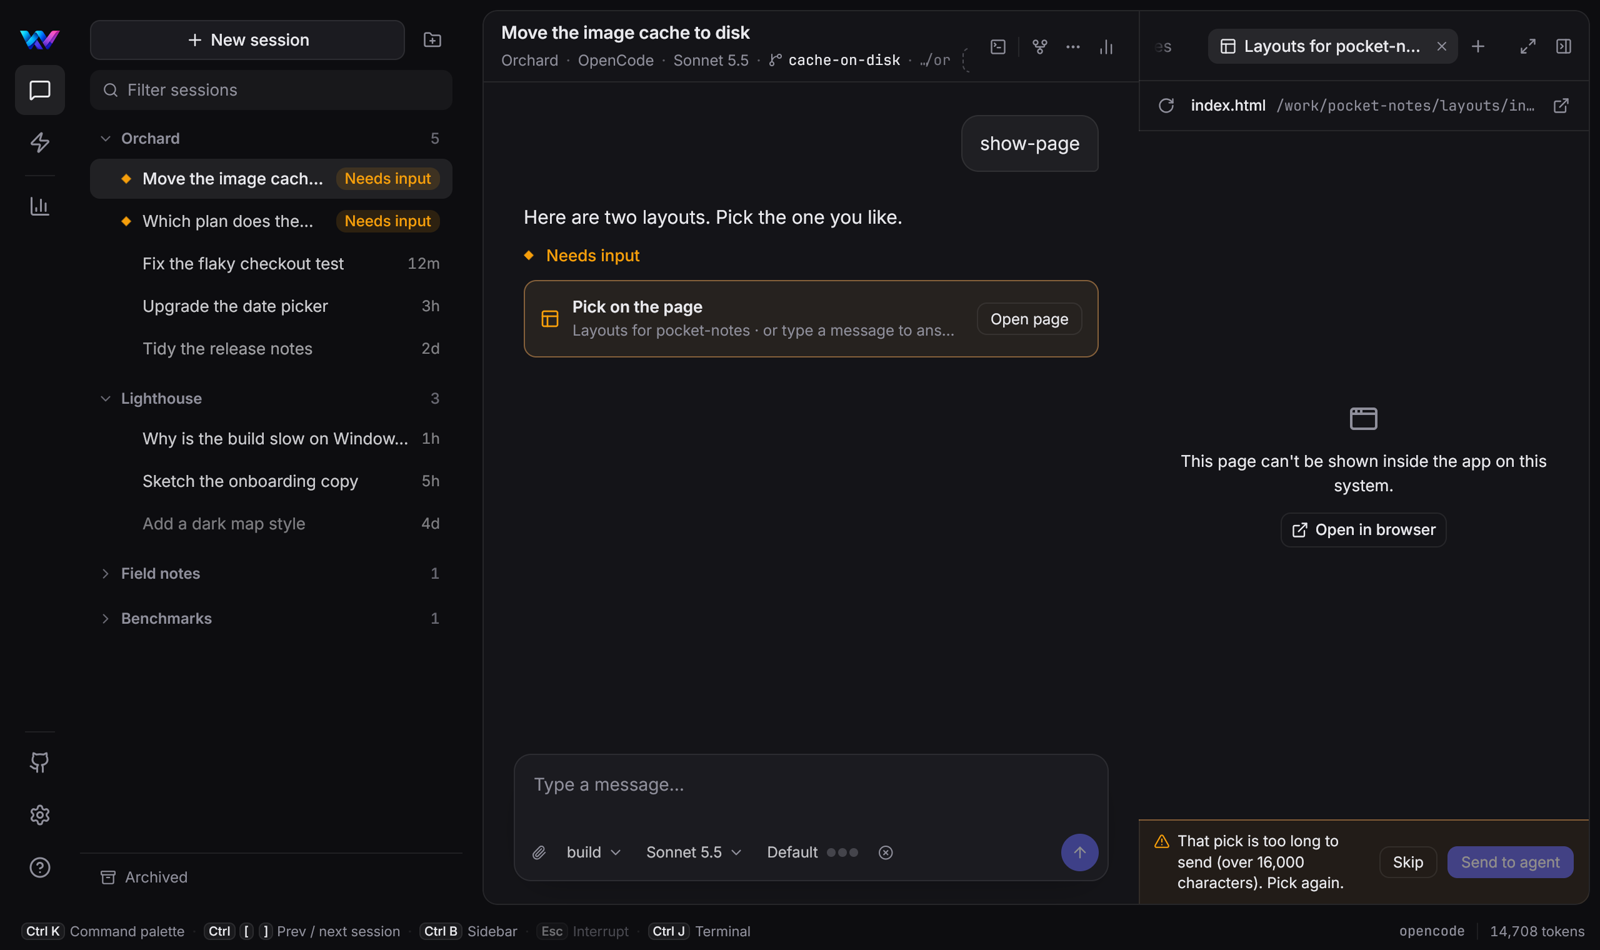 New session
Filter sessions
Orchard 5
Move the image cach... Needs input
Which plan does the... Needs input
Fix the flaky checkout test 12m
Upgrade the date picker 3h
Tidy the release notes 2d
Lighthouse 3
Why is the build slow on Window... 1h
Sketch the onboarding copy 5h
Add a dark map style 4d
Field notes 1
Benchmarks 1
Archived
Move the image cache to disk
Orchard · OpenCode · Sonnet 5.5 · cache-on-disk · …/or
show-page
Here are two layouts. Pick the one you like.
Needs input
Pick on the page
Layouts for pocket-notes · or type a message to ans...
Open page
Type a message...
build Sonnet 5.5 Default
es Layouts for pocket-n...
index.html /work/pocket-notes/layouts/in…
This page can't be shown inside the app on this
system.
Open in browser
That pick is too long to
send (over 16,000
characters). Pick again.
Skip Send to agent
Ctrl K Command palette · Ctrl [ ] Prev / next session · Ctrl B Sidebar · Esc Interrupt · Ctrl J Terminal
opencode 14,708 tokens